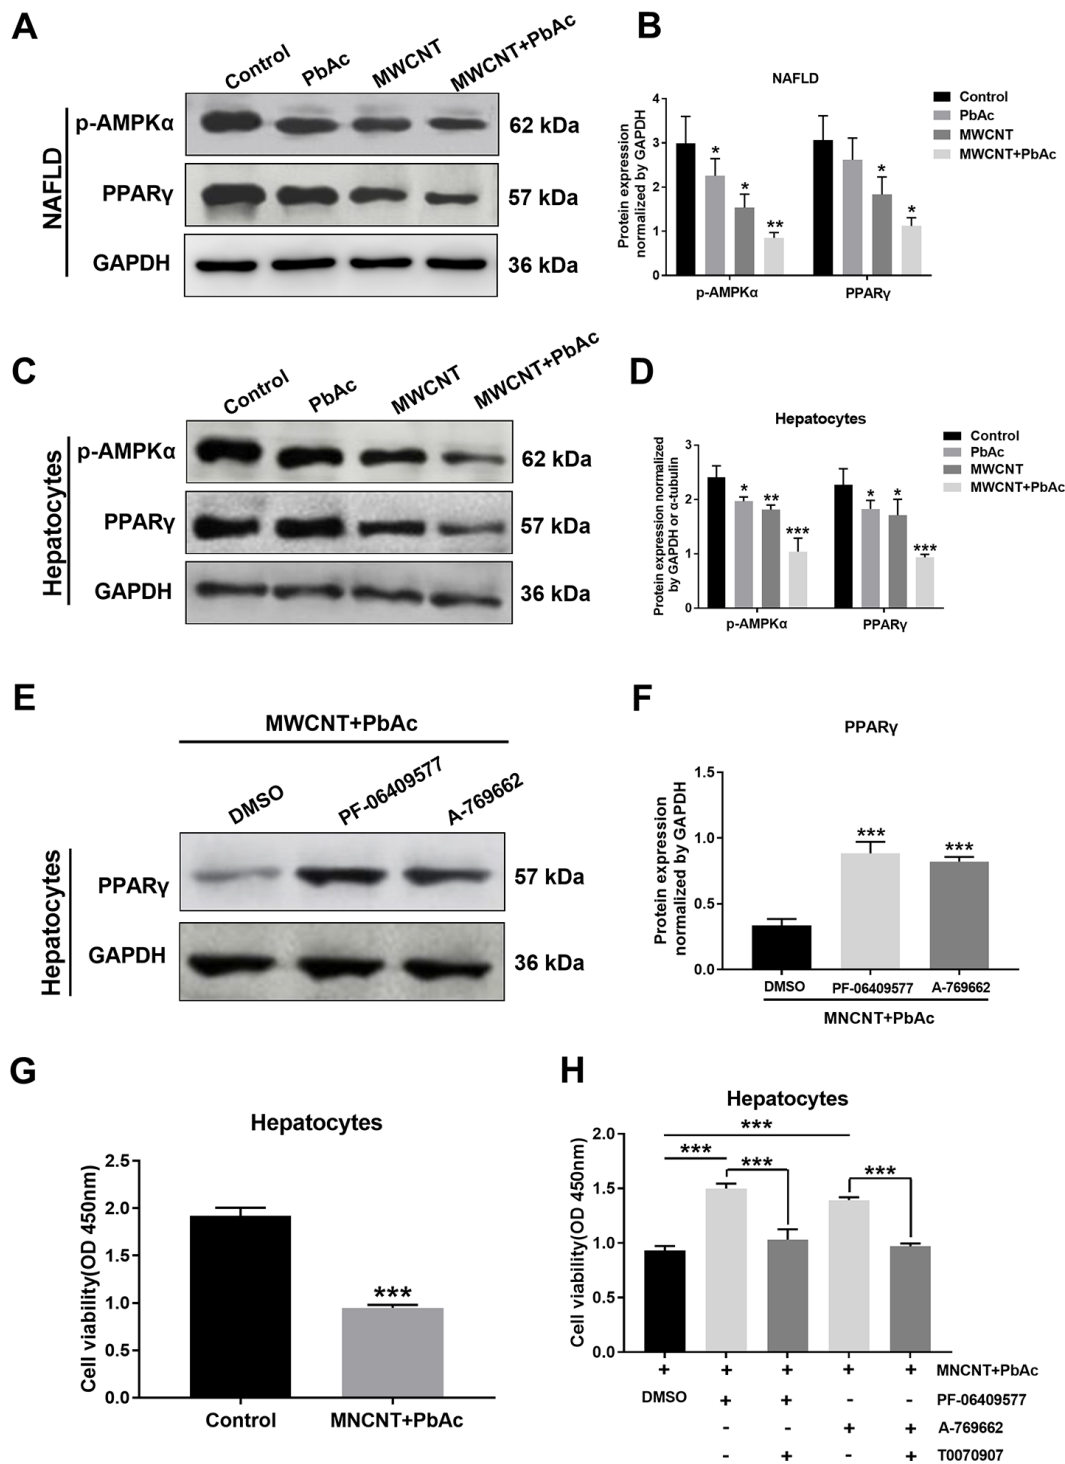 A
Control
PbAc
MWCNT
MWCNT+PbAc
NAFLD
p-AMPKα
62 kDa
PPARγ
57 kDa
GAPDH
36 kDa
B
NAFLD
Protein expression
normalized by GAPDH
4
3
2
1
0
*
*
**
*
*
p-AMPKα
PPARγ
Control
PbAc
MWCNT
MWCNT+PbAc
C
Control
PbAc
MWCNT
MWCNT+PbAc
Hepatocytes
p-AMPKα
62 kDa
PPARγ
57 kDa
GAPDH
36 kDa
D
Hepatocytes
Protein expression normalized
by GAPDH or α-tubulin
3
2
1
0
*
**
***
*
*
***
p-AMPKα
PPARγ
Control
PbAc
MWCNT
MWCNT+PbAc
E
MWCNT+PbAc
DMSO
PF-06409577
A-769662
Hepatocytes
PPARγ
57 kDa
GAPDH
36 kDa
F
PPARγ
Protein expression
normalized by GAPDH
1.5
1.0
0.5
0.0
***
***
DMSO
PF-06409577
A-769662
MNCNT+PbAc
G
Hepatocytes
Cell viability(OD 450nm)
2.5
2.0
1.5
1.0
0.5
0.0
***
Control
MNCNT+PbAc
H
Hepatocytes
Cell viability(OD 450nm)
2.0
1.5
1.0
0.5
0.0
***
***
***
***
+ + + + + MNCNT+PbAc
DMSO + + - - PF-06409577
- - + + A-769662
- + - + T0070907